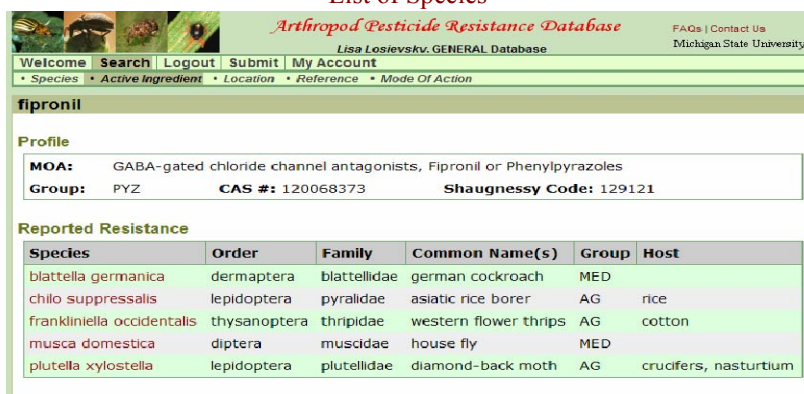 List of Species
Arthropod Pesticide Resistance Database
FAQs | Contact Us
Michigan State University
Lisa Losievsky. GENERAL Database
Welcome Search Logout Submit My Account
• Species • Active Ingredient • Location • Reference • Mode Of Action
fipronil
Profile
MOA: GABA-gated chloride channel antagonists, Fipronil or Phenylpyrazoles
Group: PYZ CAS #: 120068373 Shaugnessy Code: 129121
Reported Resistance
Species Order Family Common Name(s) Group Host
blattella germanica dermaptera blattellidae german cockroach MED
chilo suppressalis lepidoptera pyralidae asiatic rice borer AG rice
frankliniella occidentalis thysanoptera thripidae western flower thrips AG cotton
musca domestica diptera muscidae house fly MED
plutella xylostella lepidoptera plutellidae diamond-back moth AG crucifers, nasturtium